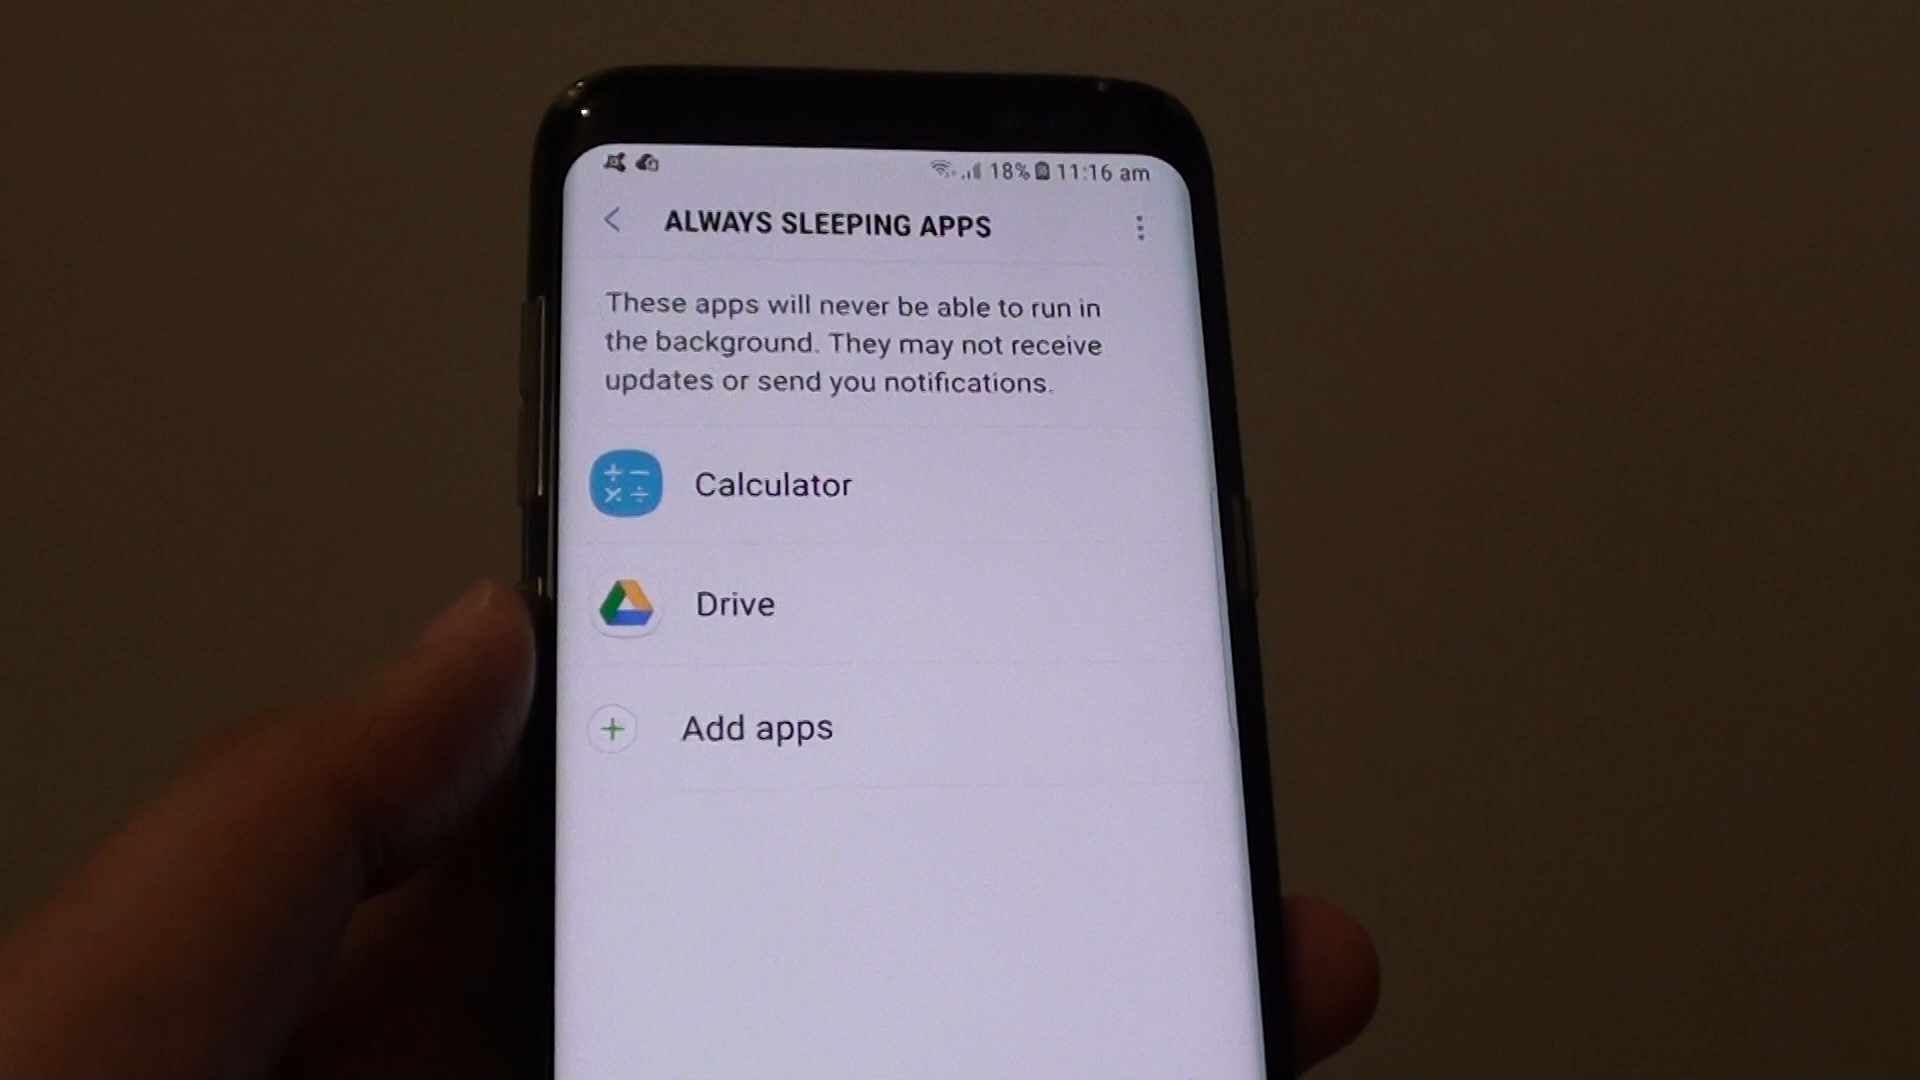 18% 11:16 am
ALWAYS SLEEPING APPS
These apps will never be able to run in
the background. They may not receive
updates or send you notifications.
Calculator
Drive
Add apps